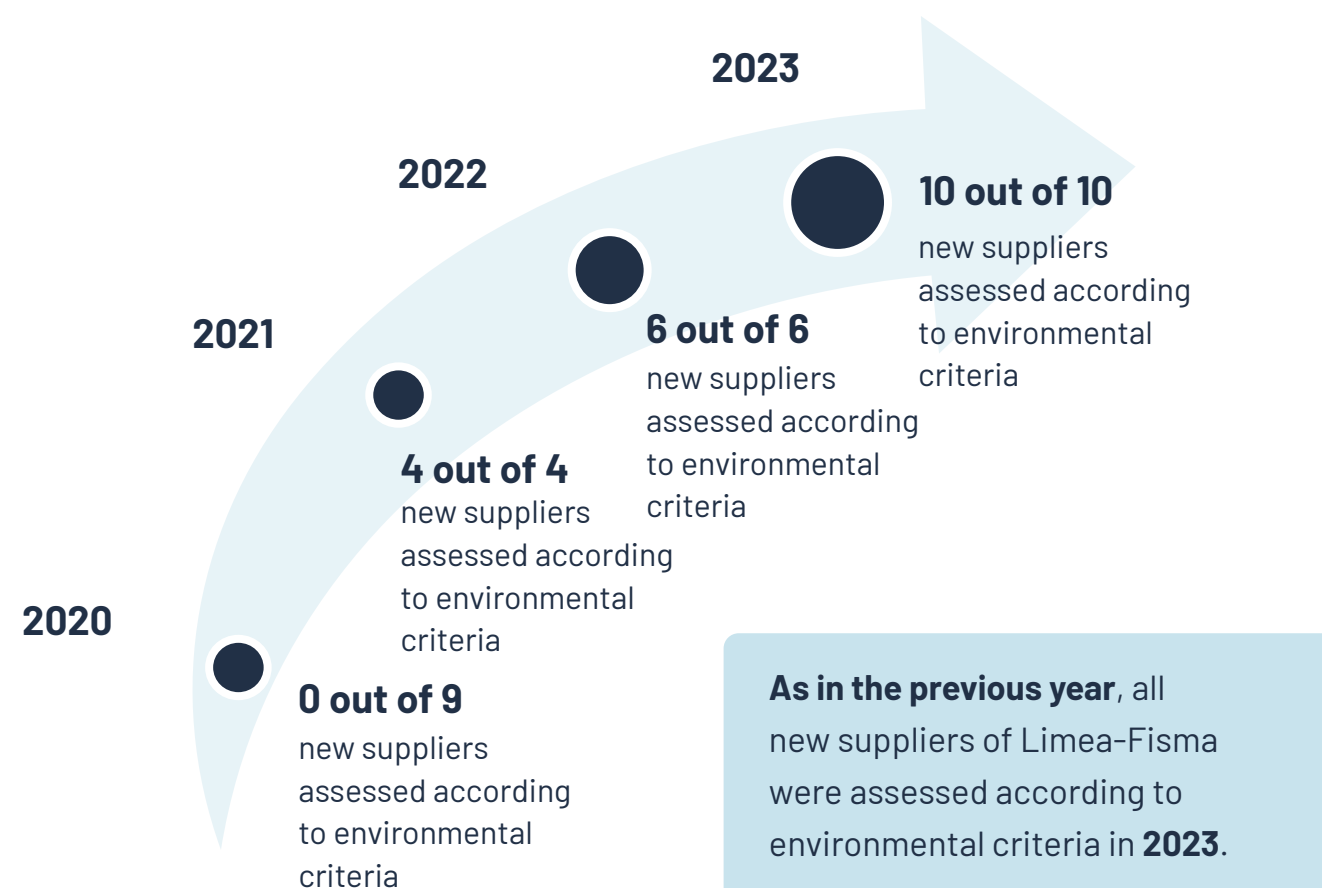 2023
10 out of 10
new suppliers
assessed according
to environmental
criteria
2022
6 out of 6
new suppliers
assessed according
to environmental
criteria
2021
4 out of 4
new suppliers
assessed according
to environmental
criteria
2020
0 out of 9
new suppliers
assessed according
to environmental
criteria
As in the previous year, all
new suppliers of Limea-Fisma
were assessed according to
environmental criteria in 2023.